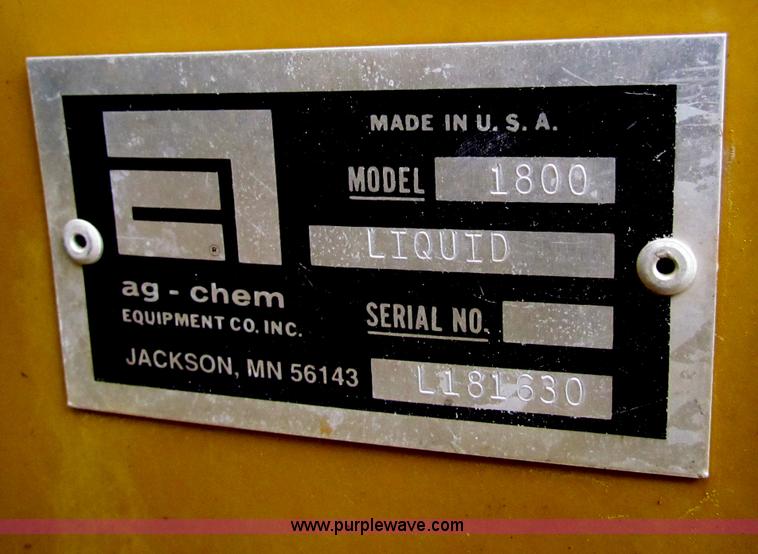 MADE IN U. S. A.
MODEL 1800
LIQUID
®
ag - chem
EQUIPMENT CO. INC.
JACKSON, MN 56143
SERIAL NO.
L181630
www.purplewave.com